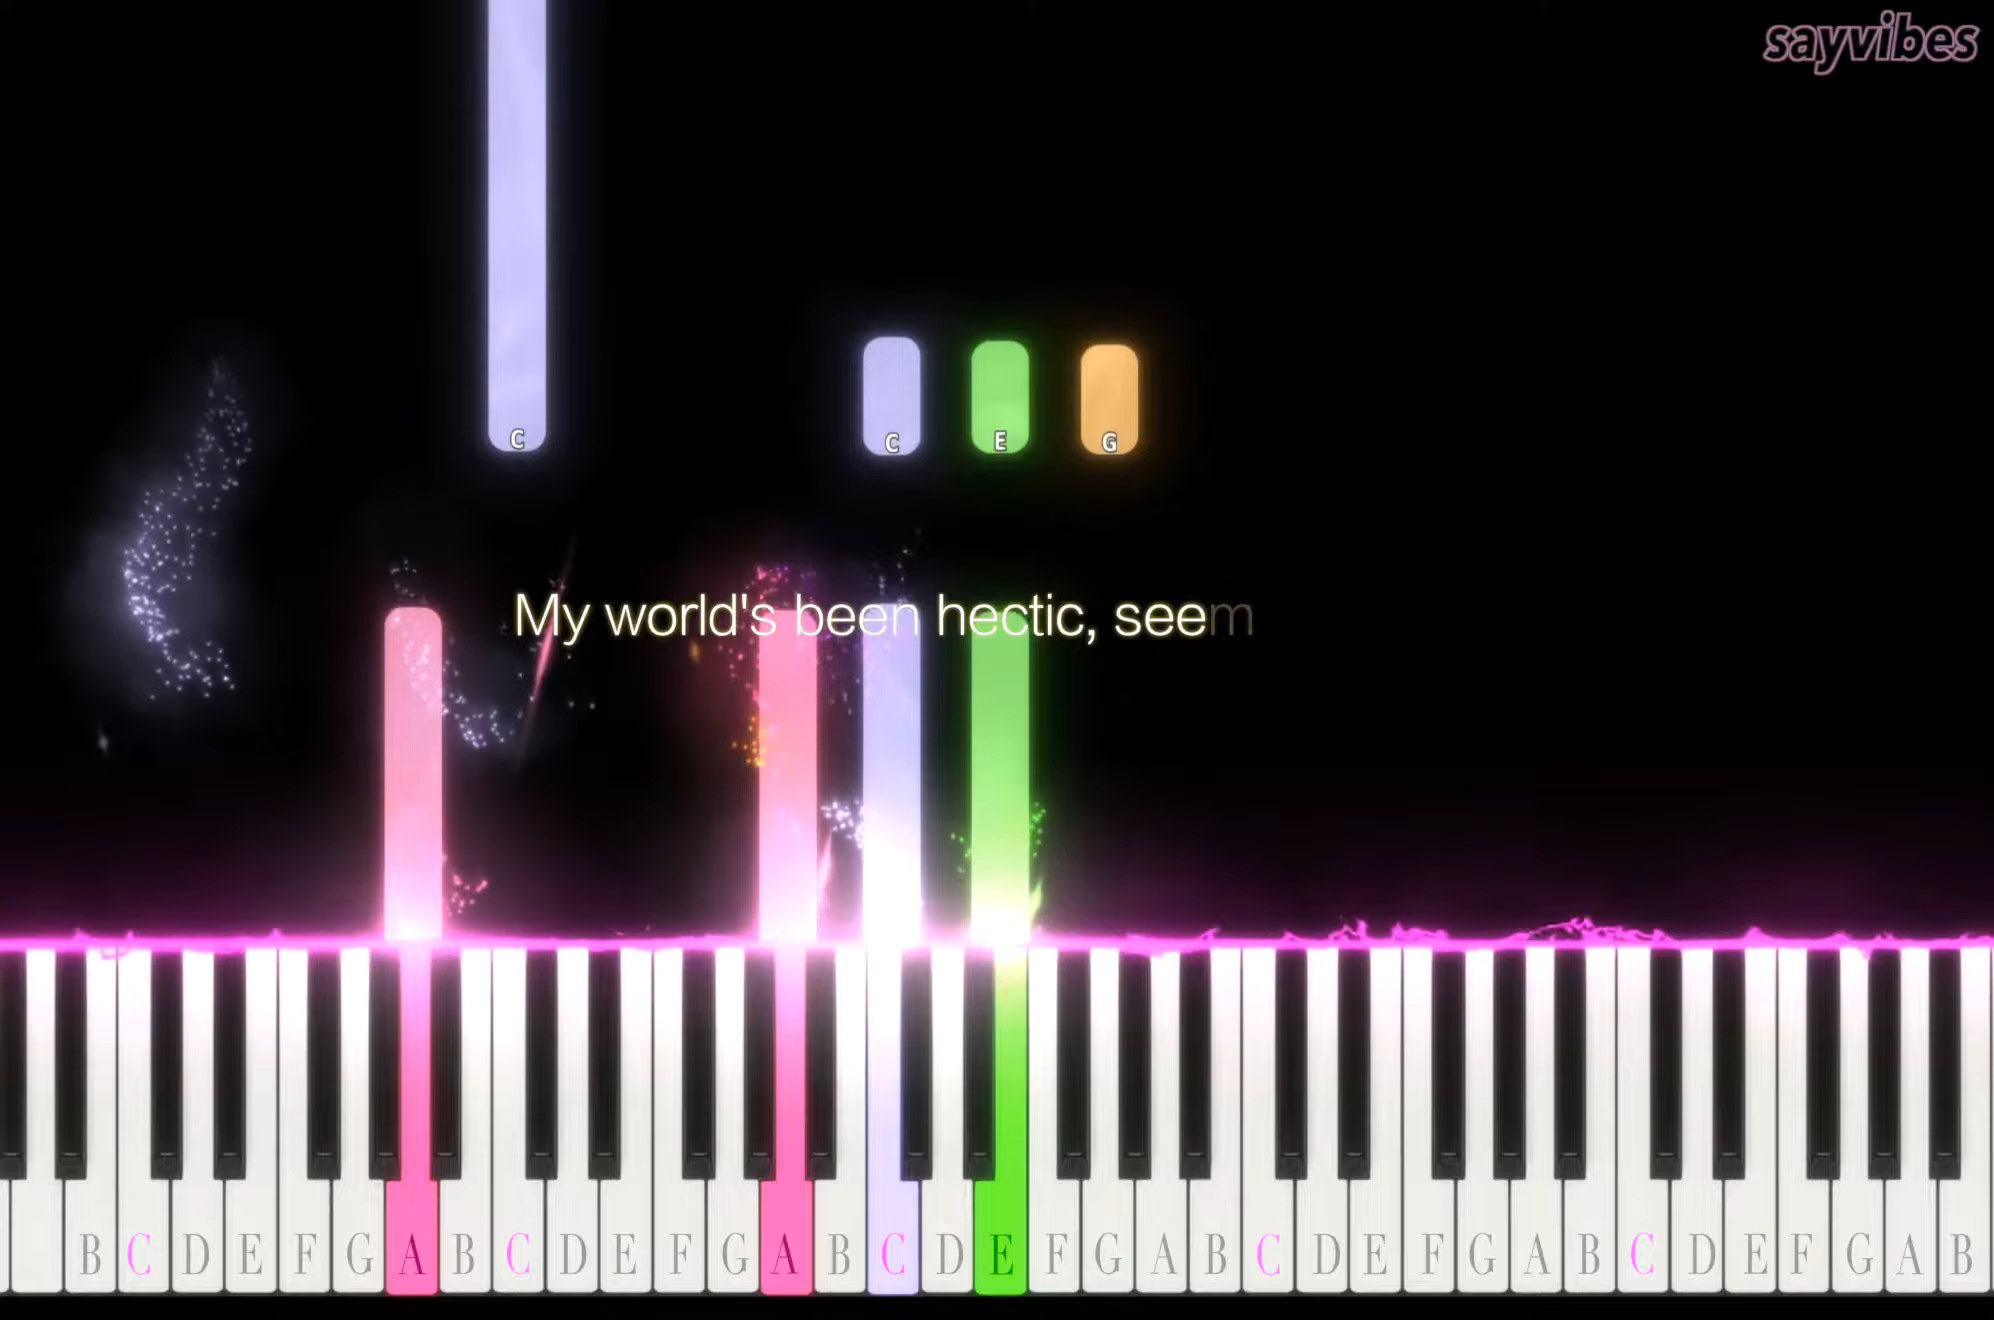 sayvibes
C
C E G
My world's been hectic, seem
B C D E F G A B C D E F G A B C D E F G A B C D E F G A B C D E F G A B